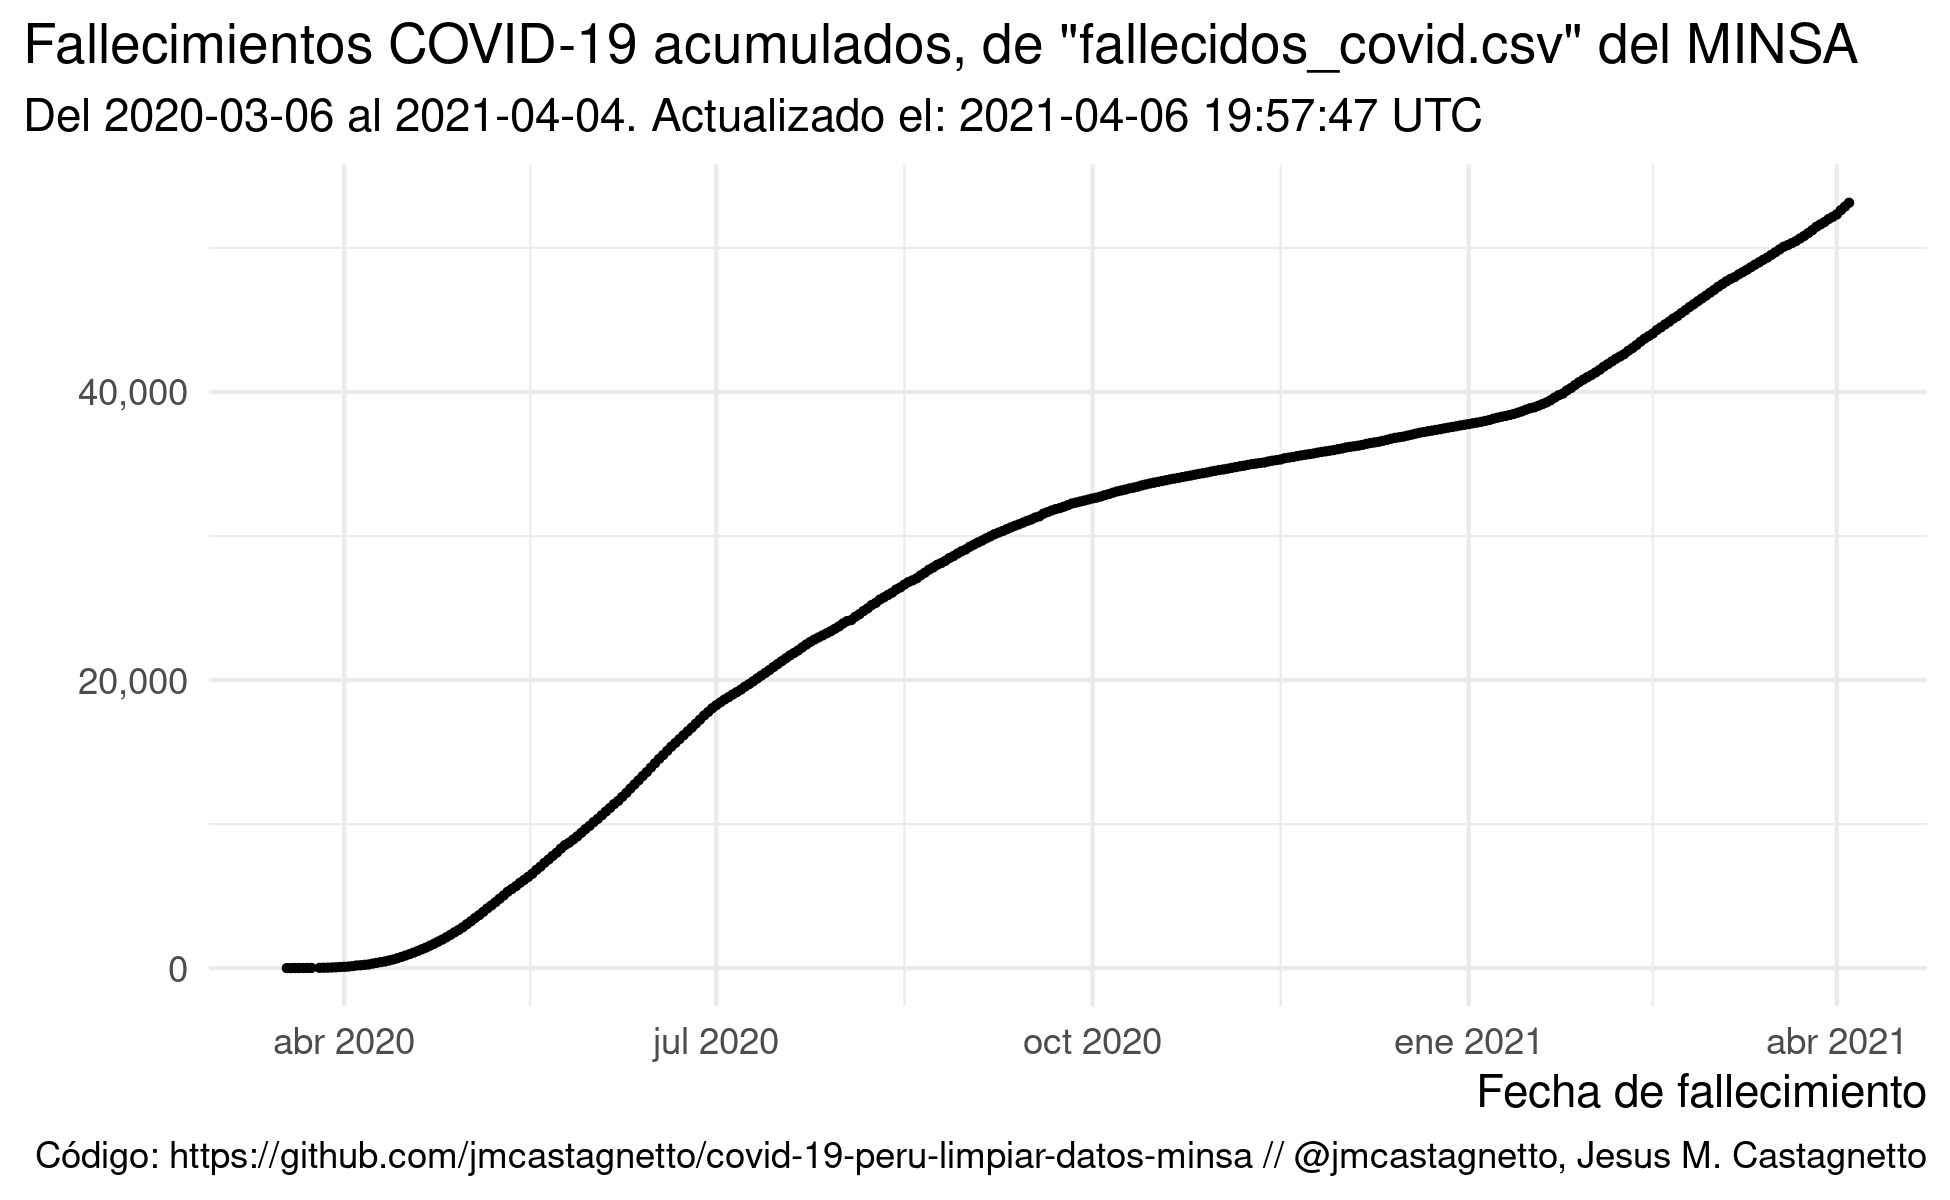 Fallecimientos COVID-19 acumulados, de "fallecidos_covid.csv" del MINSA
Del 2020-03-06 al 2021-04-04. Actualizado el: 2021-04-06 19:57:47 UTC
40,000
20,000
0
abr 2020 jul 2020 oct 2020 ene 2021 abr 2021
Fecha de fallecimiento
Código: https://github.com/jmcastagnetto/covid-19-peru-limpiar-datos-minsa // @jmcastagnetto, Jesus M. Castagnetto